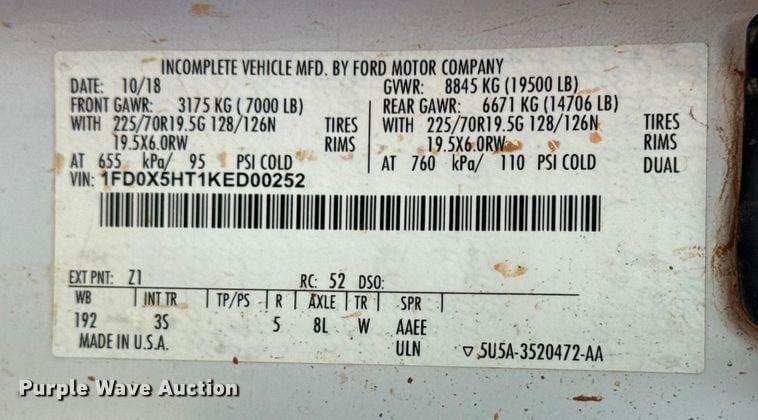 INCOMPLETE VEHICLE MFD. BY FORD MOTOR COMPANY
DATE: 10/18 GVWR: 8845 KG (19500 LB)
FRONT GAWR: 3175 KG ( 7000 LB) REAR GAWR: 6671 KG (14706 LB)
WITH 225/70R19.5G 128/126N TIRES WITH 225/70R19.5G 128/126N TIRES
19.5X6.0RW RIMS 19.5X6.0RW RIMS
AT 655 kPa/ 95 PSI COLD AT 760 kPa/ 110 PSI COLD DUAL
VIN: 1FD0X5HT1KED00252
EXT PNT: Z1 RC: 52 DSO:
WB INT TR TP/PS R AXLE TR SPR
192 3S 5 8L W AAEE
MADE IN U.S.A. ULN ▽ 5U5A-3520472-AA
Purple Wave Auction